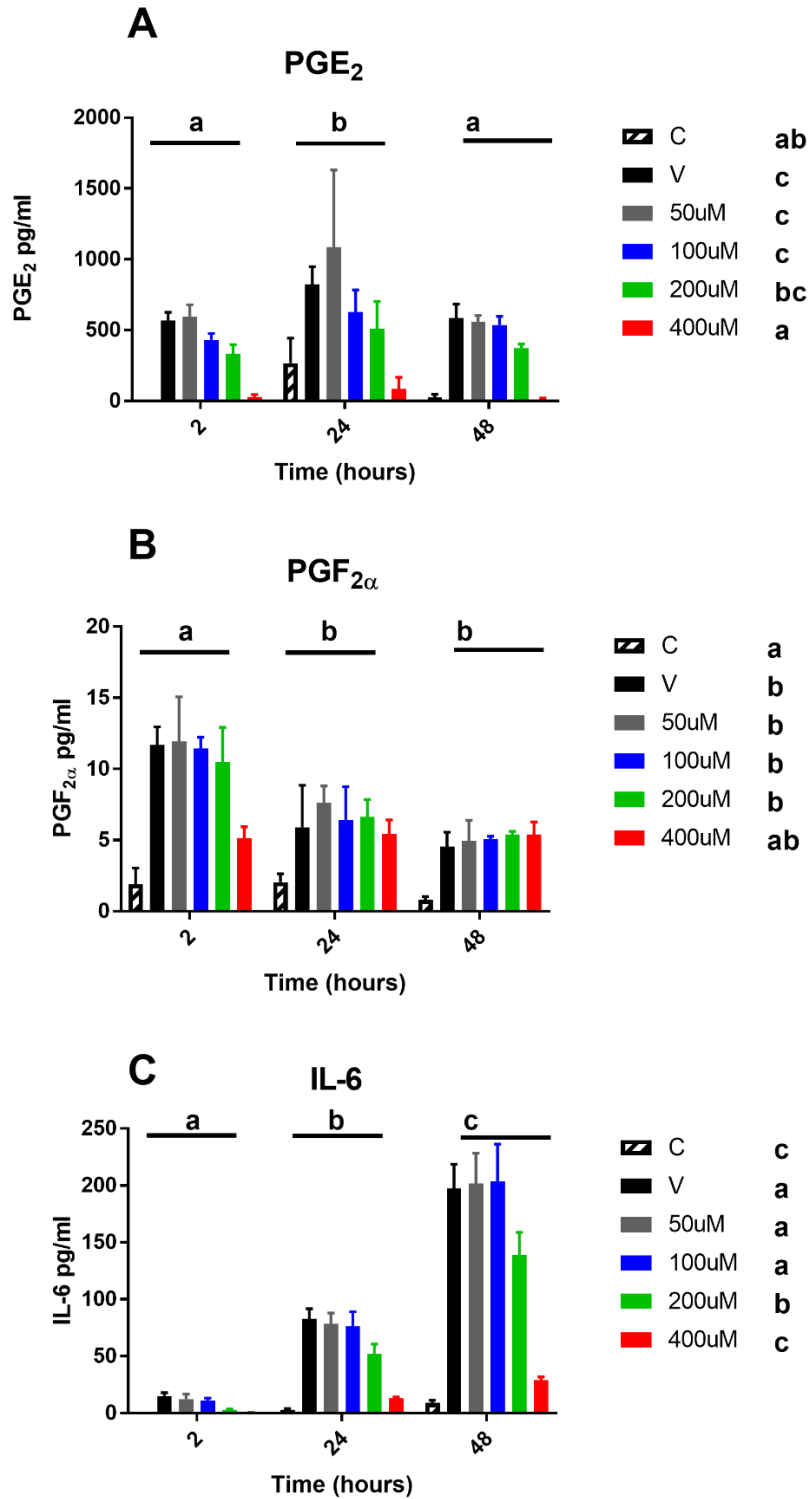 A
PGE2
a b a
2000
1500
1000
500
0
PGE2 pg/ml
2 24 48
Time (hours)
C ab
V c
50uM c
100uM c
200uM bc
400uM a
B
PGF2α
a b b
20
15
10
5
0
PGF2α pg/ml
2 24 48
Time (hours)
C a
V b
50uM b
100uM b
200uM b
400uM ab
C
IL-6
a b c
250
200
150
100
50
0
IL-6 pg/ml
2 24 48
Time (hours)
C c
V a
50uM a
100uM a
200uM b
400uM c